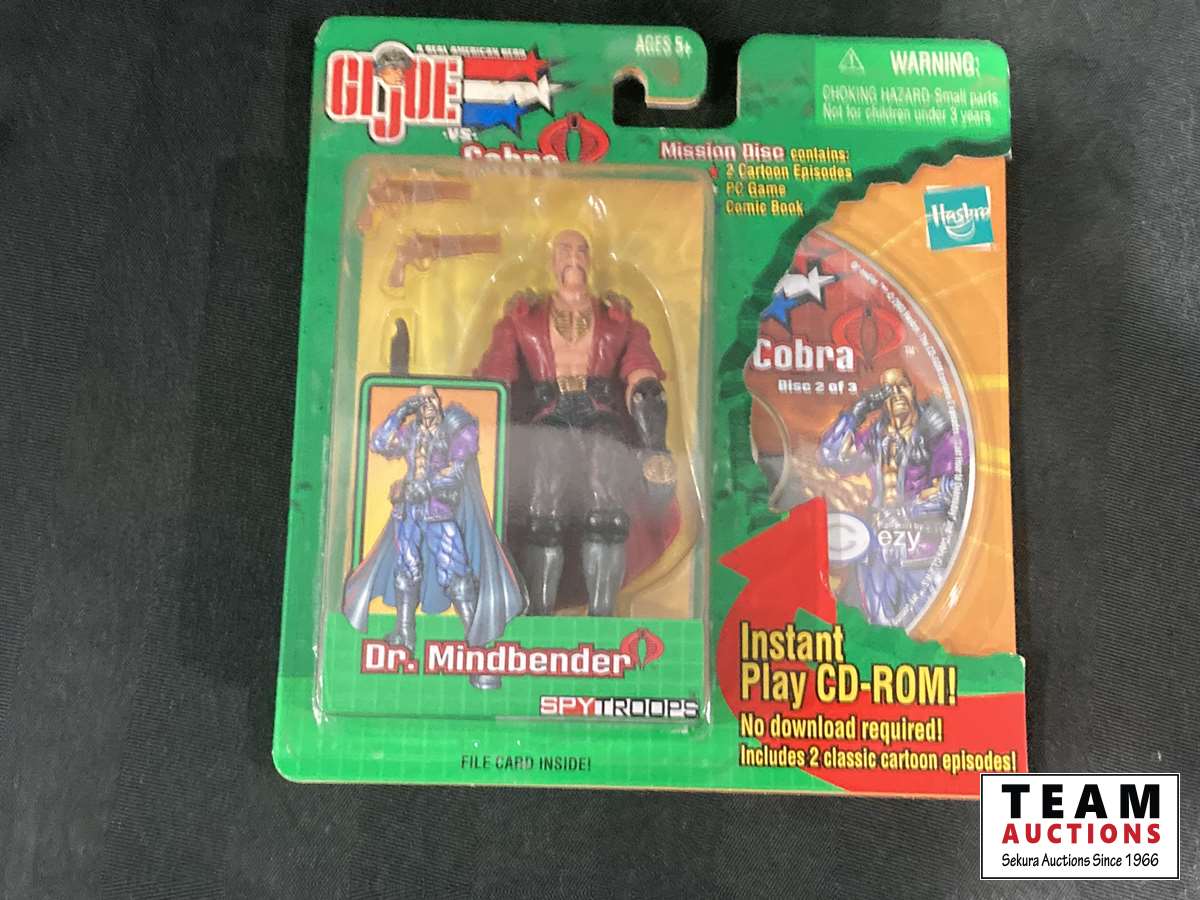 A REAL AMERICAN HERO
GI JOE
VS.
Cobra
AGES 5+
WARNING:
CHOKING HAZARD-Small parts.
Not for children under 3 years.
Mission Disc contains:
2 Cartoon Episodes
PC Game
Comic Book
Hasbro
Cobra
TM
Disc 2 of 3
ezy
Dr. Mindbender
SPYTROOPS
FILE CARD INSIDE!
Instant
Play CD-ROM!
No download required!
Includes 2 classic cartoon episodes!
TEAM
AUCTIONS
Sekura Auctions Since 1966